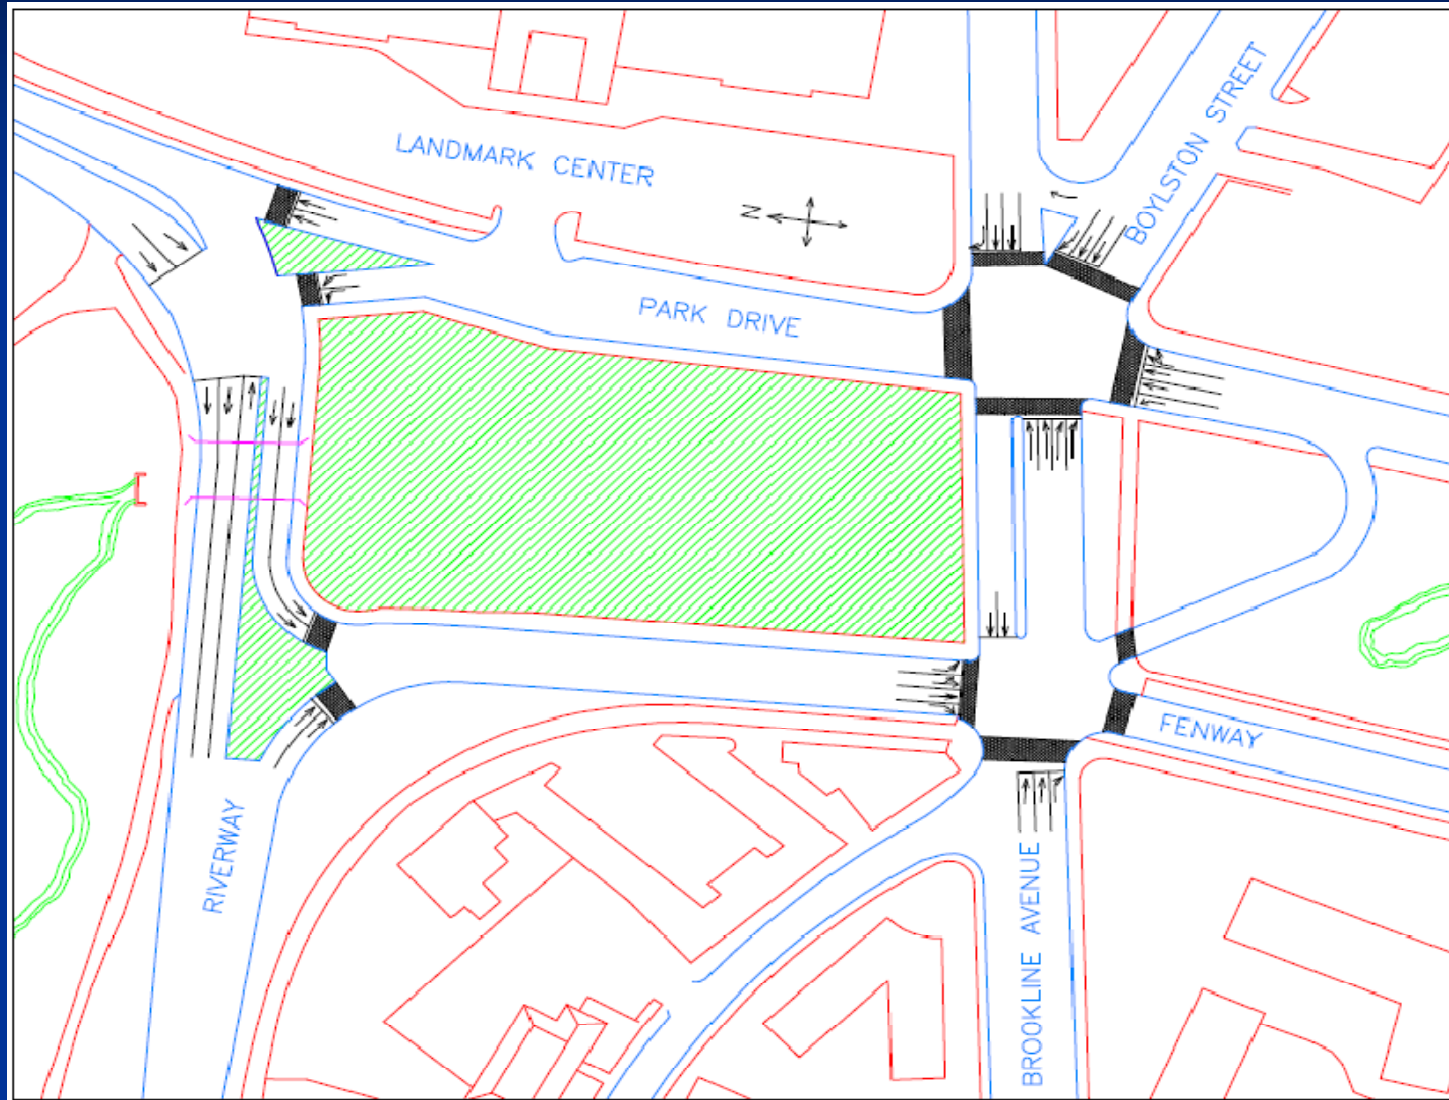 BOYLSTON STREET
LANDMARK CENTER
N
PARK DRIVE
FENWAY
RIVERWAY
BROOKLINE AVENUE